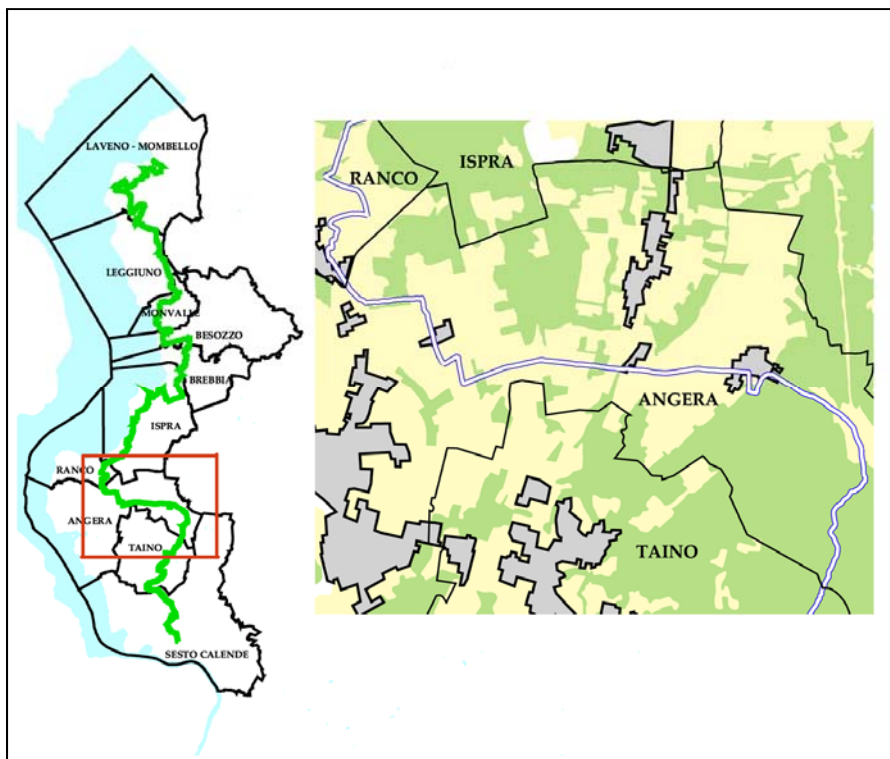 LAVENO - MOMBELLO
LEGGIUNO
MONVALLE
BESOZZO
BREBBIA
ISPRA
RANCO
ANGERA
TAINO
SESTO CALENDE
ISPRA
RANCO
ANGERA
TAINO